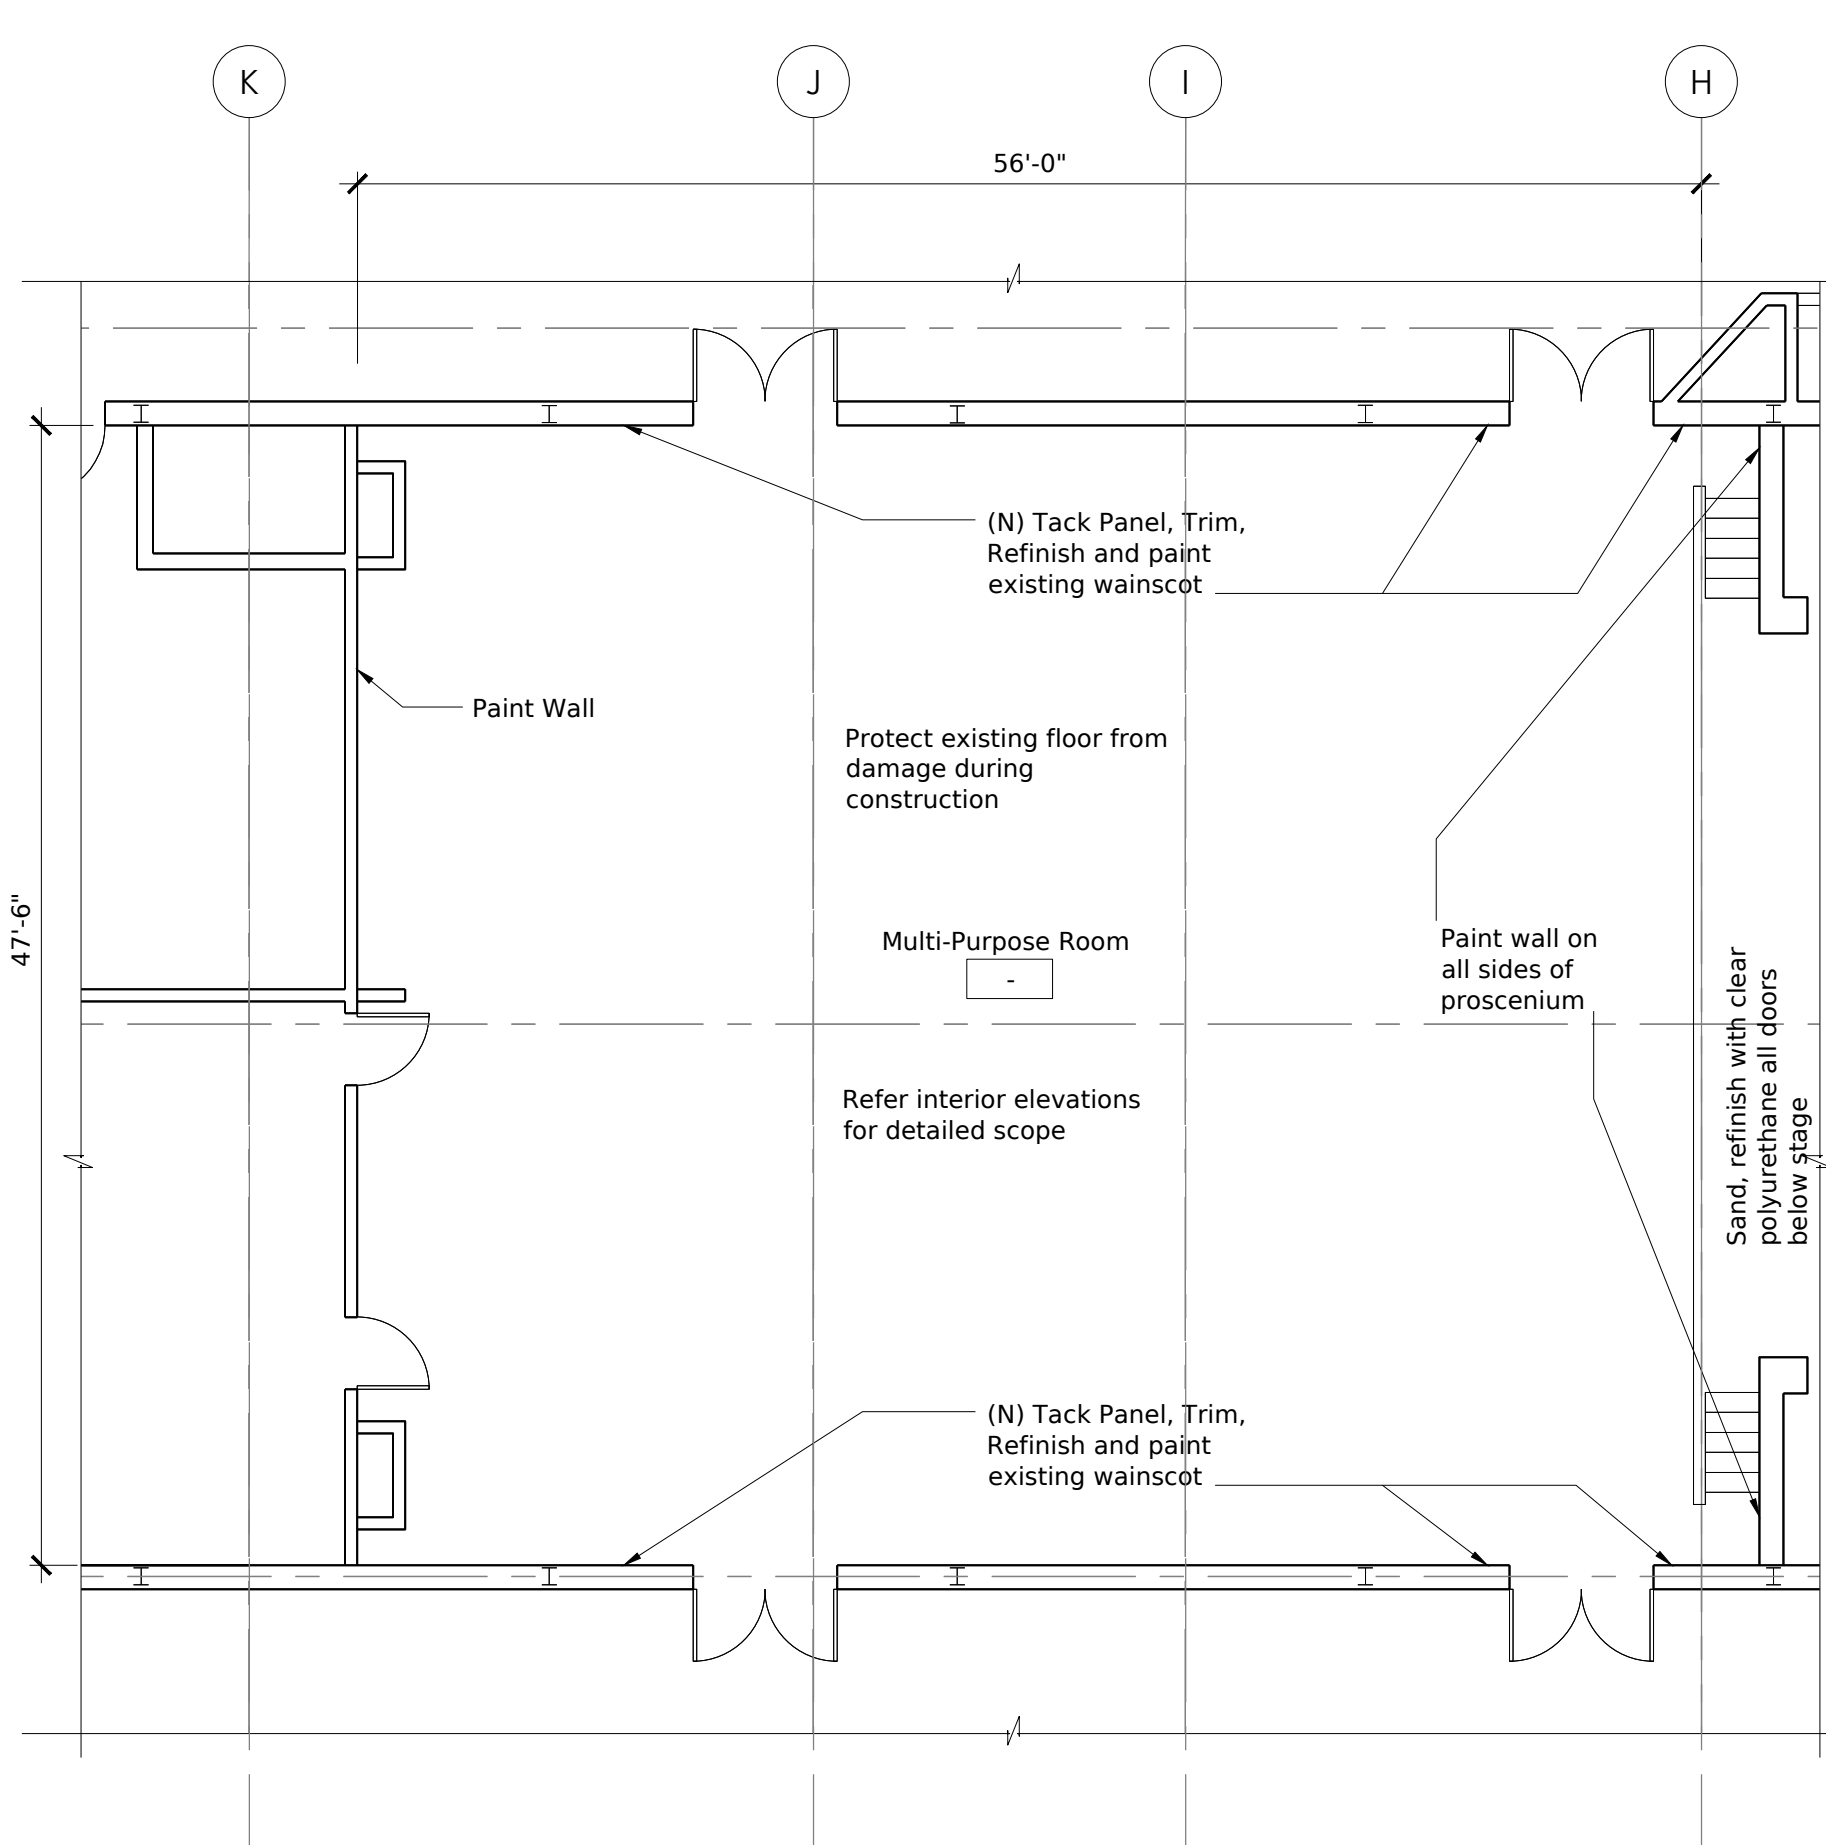 K
J
I
H
56'-0"
(N) Tack Panel, Trim,
Refinish and paint
existing wainscot
Paint Wall
Protect existing floor from
damage during
construction
47'-6"
Multi-Purpose Room
-
Paint wall on
all sides of
proscenium
Sand, refinish with clear
polyurethane all doors
below stage
Refer interior elevations
for detailed scope
(N) Tack Panel, Trim,
Refinish and paint
existing wainscot